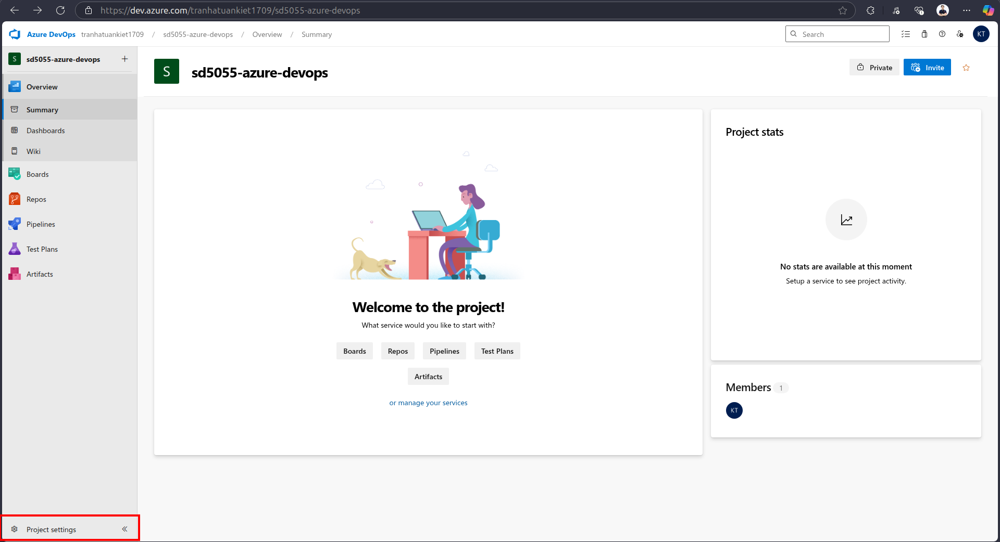 https://dev.azure.com/tranhatuankiet1709/sd5055-azure-devops
Azure DevOps tranhatuankiet1709 / sd5055-azure-devops / Overview / Summary
Search
KT
S sd5055-azure-devops
Overview
Summary
Dashboards
Wiki
Boards
Repos
Pipelines
Test Plans
Artifacts
Project settings
S sd5055-azure-devops
Private
Invite
Welcome to the project!
What service would you like to start with?
Boards Repos Pipelines Test Plans
Artifacts
or manage your services
Project stats
No stats are available at this moment
Setup a service to see project activity.
Members 1
KT